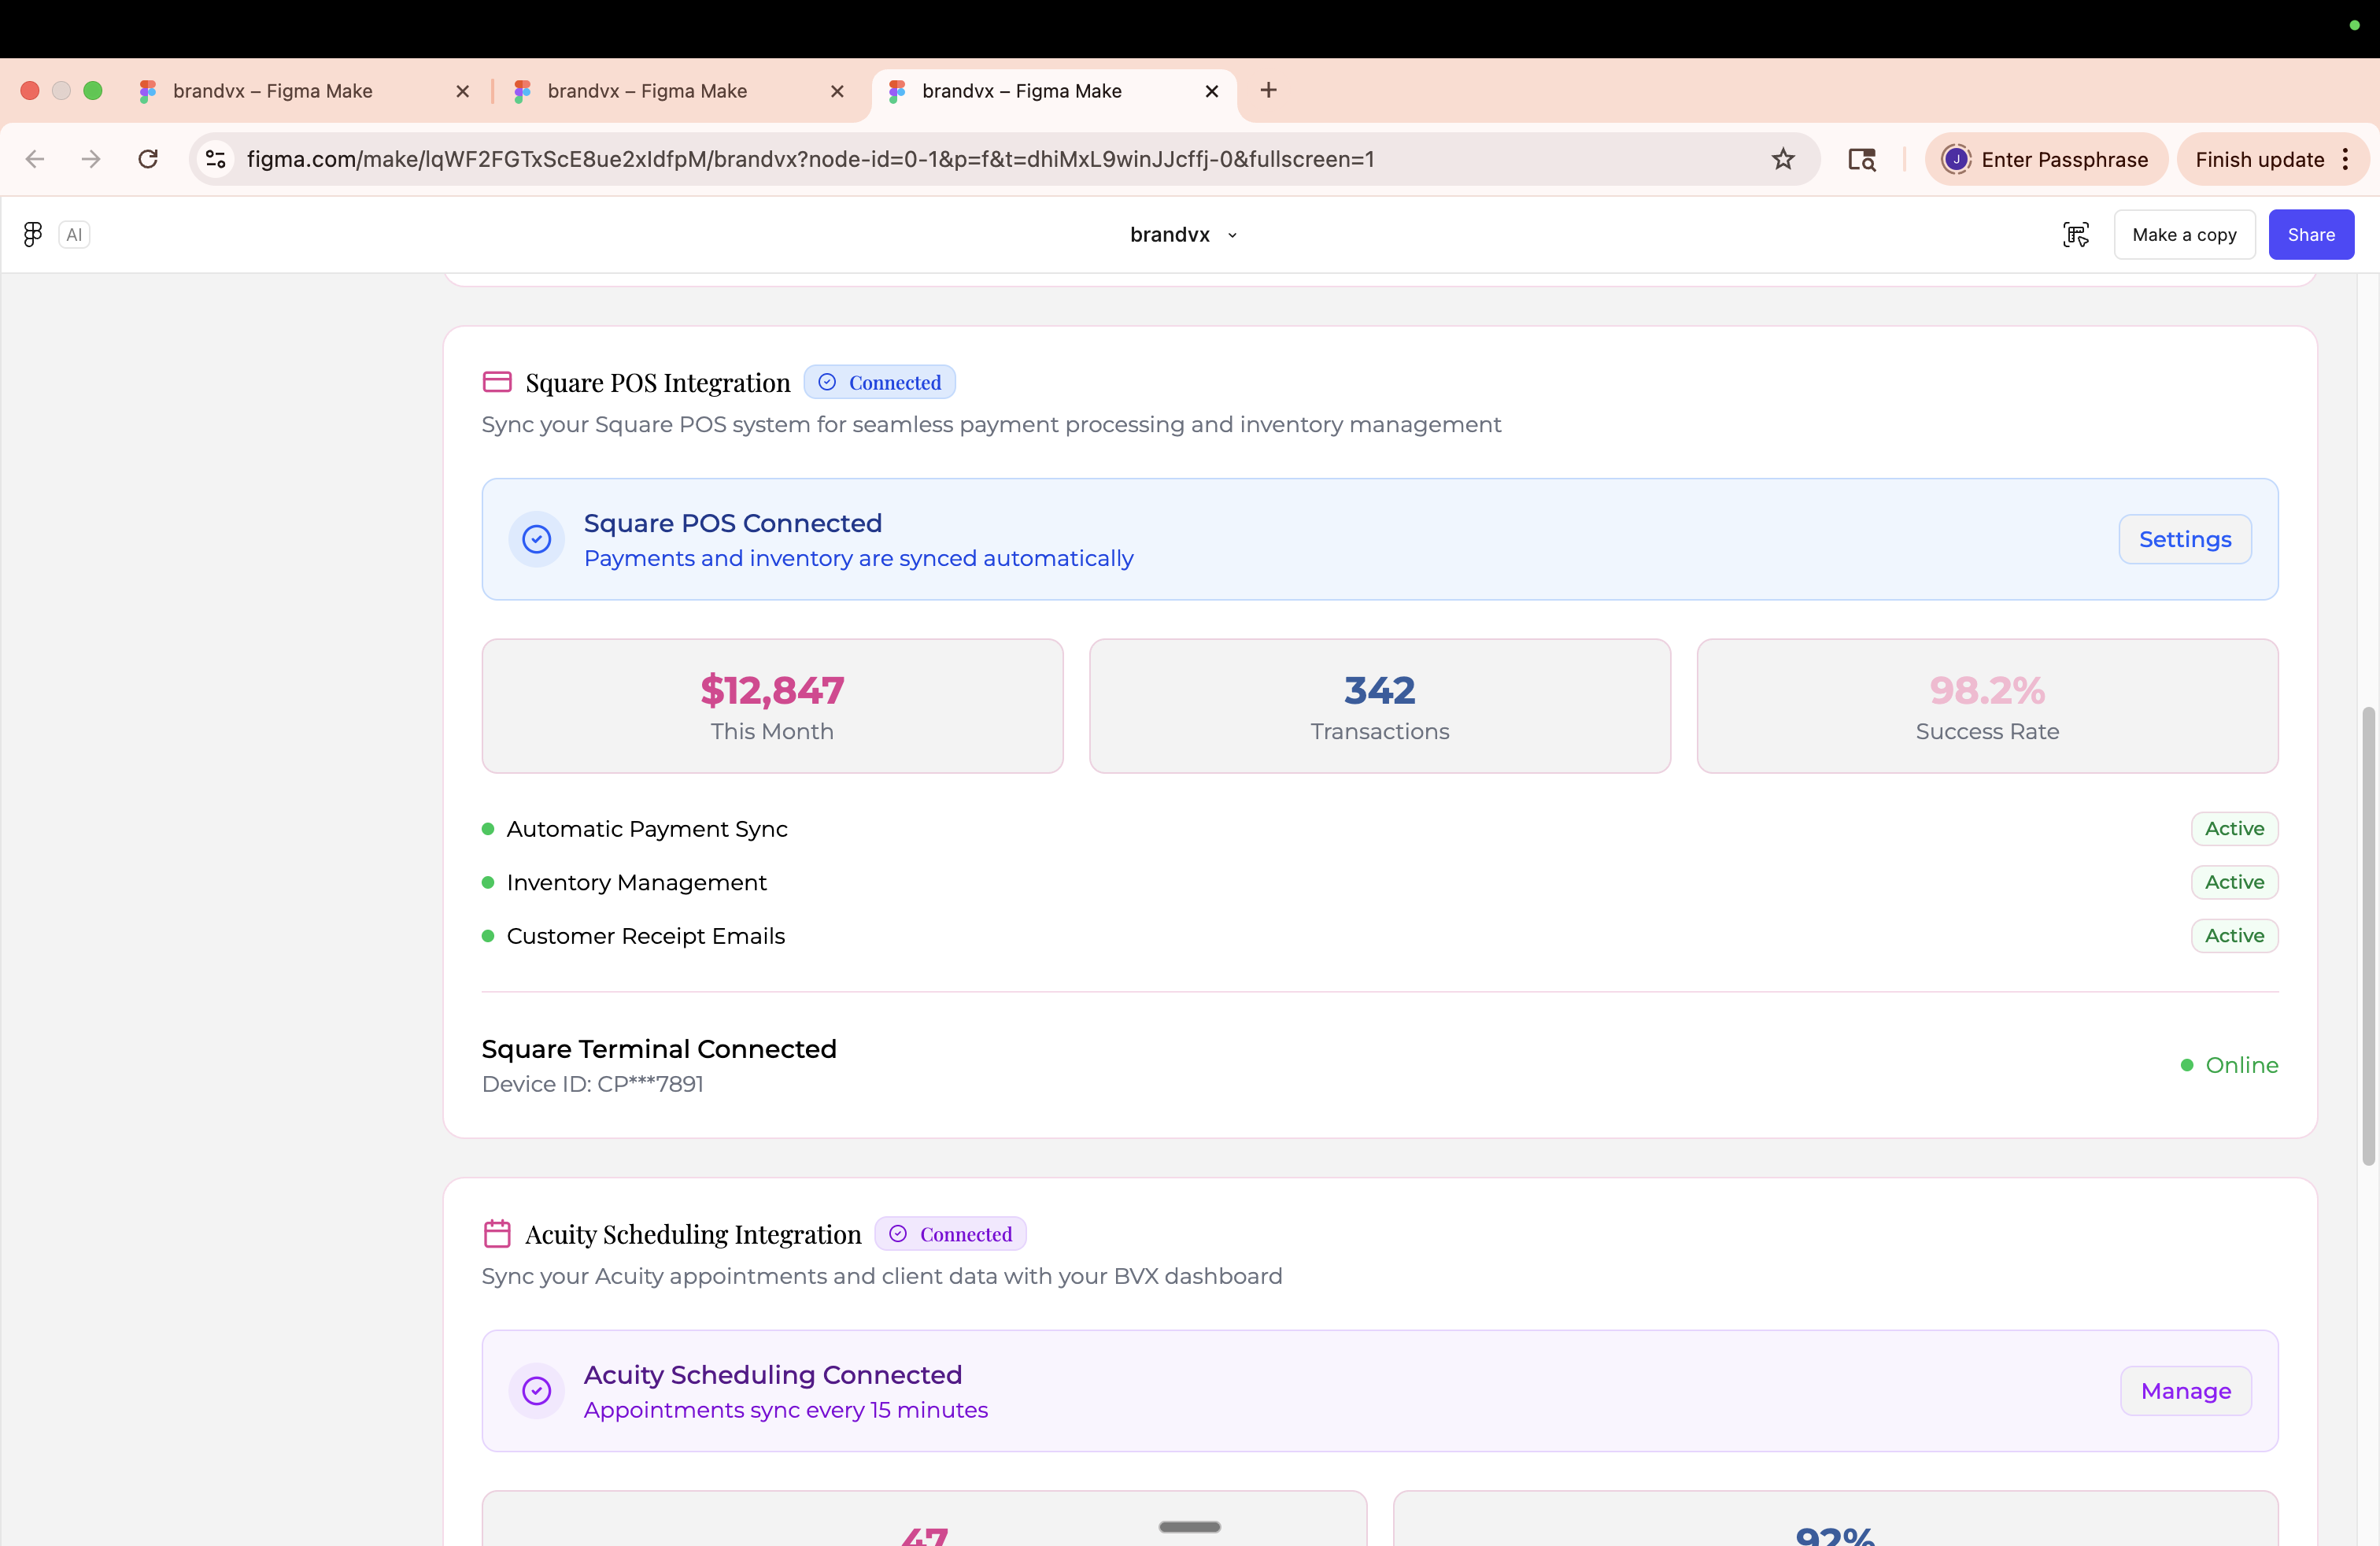 brandvx – Figma Make
brandvx – Figma Make
brandvx – Figma Make
figma.com/make/lqWF2FGTxScE8ue2xIdfpM/brandvx?node-id=0-1&p=f&t=dhiMxL9winJJcffj-0&fullscreen=1
J
Enter Passphrase
Finish update
AI
brandvx
Make a copy
Share
Square POS Integration
Connected
Sync your Square POS system for seamless payment processing and inventory management
Square POS Connected
Payments and inventory are synced automatically
Settings
$12,847
This Month
342
Transactions
98.2%
Success Rate
Automatic Payment Sync
Active
Inventory Management
Active
Customer Receipt Emails
Active
Square Terminal Connected
Device ID: CP***7891
Online
Acuity Scheduling Integration
Connected
Sync your Acuity appointments and client data with your BVX dashboard
Acuity Scheduling Connected
Appointments sync every 15 minutes
Manage
47
92%